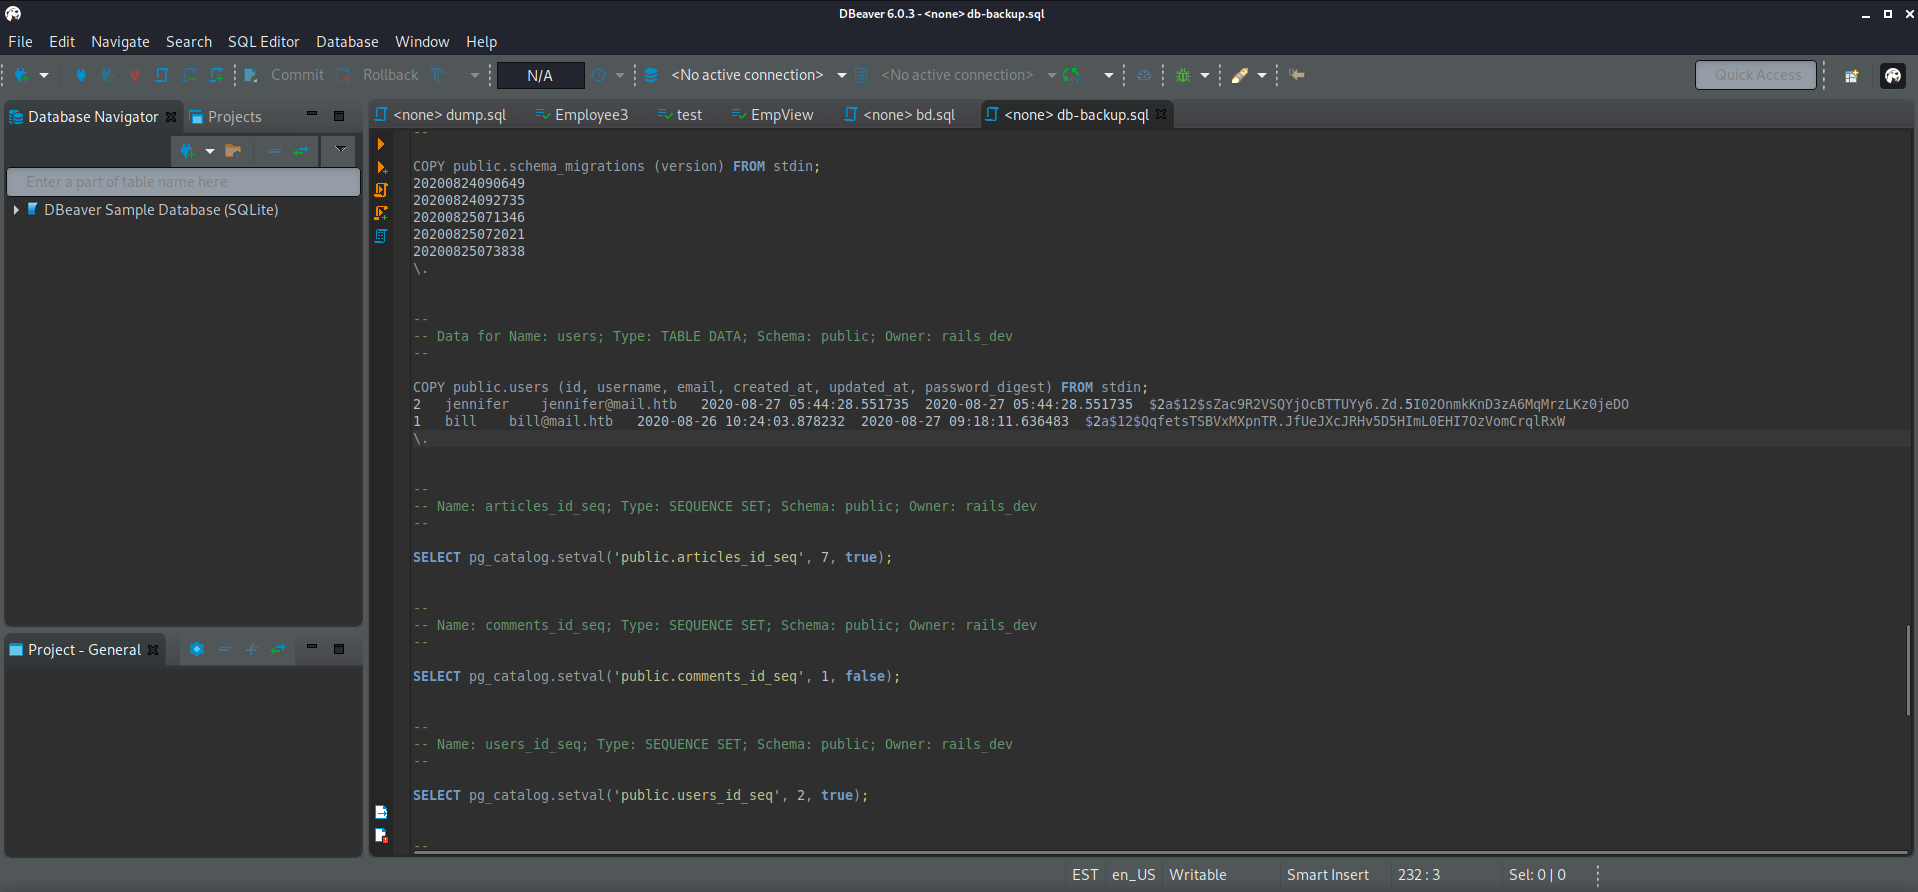 DBeaver 6.0.3 - <none> db-backup.sql
File Edit Navigate Search SQL Editor Database Window Help
Commit Rollback N/A <No active connection> <No active connection> Quick Access
Database Navigator Projects
<none> dump.sql Employee3 test EmpView <none> bd.sql <none> db-backup.sql
Enter a part of table name here
DBeaver Sample Database (SQLite)
Project - General
--
COPY public.schema_migrations (version) FROM stdin;
20200824090649
20200824092735
20200825071346
20200825072021
20200825073838
\.
--
-- Data for Name: users; Type: TABLE DATA; Schema: public; Owner: rails_dev
--
COPY public.users (id, username, email, created_at, updated_at, password_digest) FROM stdin;
2 jennifer jennifer@mail.htb 2020-08-27 05:44:28.551735 2020-08-27 05:44:28.551735 $2a$12$sZac9R2VSQYjOcBTTUYy6.Zd.5I02OnmkKnD3zA6MqMrzLKz0jeDO
1 bill bill@mail.htb 2020-08-26 10:24:03.878232 2020-08-27 09:18:11.636483 $2a$12$QqfetsTSBVxMXpnTR.JfUeJXcJRHv5D5HImL0EHI7OzVomCrqlRxW
\.
--
-- Name: articles_id_seq; Type: SEQUENCE SET; Schema: public; Owner: rails_dev
--
SELECT pg_catalog.setval('public.articles_id_seq', 7, true);
--
-- Name: comments_id_seq; Type: SEQUENCE SET; Schema: public; Owner: rails_dev
--
SELECT pg_catalog.setval('public.comments_id_seq', 1, false);
--
-- Name: users_id_seq; Type: SEQUENCE SET; Schema: public; Owner: rails_dev
--
SELECT pg_catalog.setval('public.users_id_seq', 2, true);
--
EST en_US Writable Smart Insert 232 : 3 Sel: 0 | 0